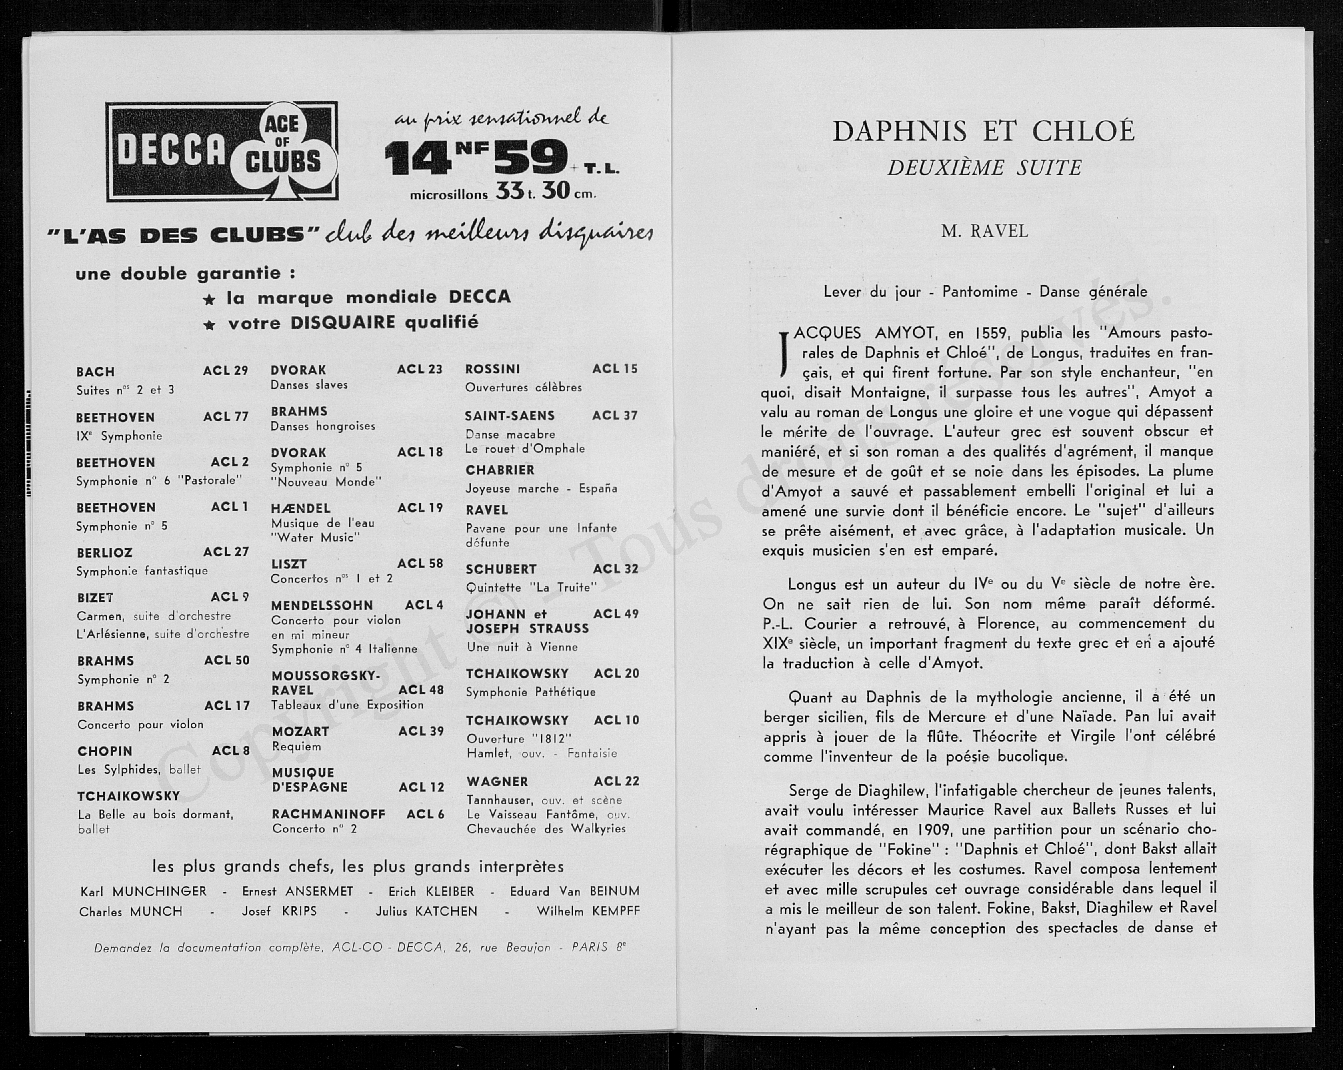 DECCA
ACE
OF
CLUBS
au prix sensationnel de
14 NF 59 + T.L.
microsillons 33 t. 30 cm.
"L'AS DES CLUBS" club des meilleurs disquaires
une double garantie :
★ la marque mondiale DECCA
★ votre DISQUAIRE qualifié
BACH ACL 29
Suites nos 2 et 3
BEETHOVEN ACL 77
IXe Symphonie
BEETHOVEN ACL 2
Symphonie n° 6 "Pastorale"
BEETHOVEN ACL 1
Symphonie n° 5
BERLIOZ ACL 27
Symphonie fantastique
BIZET ACL 9
Carmen, suite d'orchestre
L'Arlésienne, suite d'orchestre
BRAHMS ACL 50
Symphonie n° 2
BRAHMS ACL 17
Concerto pour violon
CHOPIN ACL 8
Les Sylphides, ballet
TCHAIKOWSKY
La Belle au bois dormant,
ballet
DVORAK ACL 23
Danses slaves
BRAHMS
Danses hongroises
DVORAK ACL 18
Symphonie n° 5
"Nouveau Monde"
HÆNDEL ACL 19
Musique de l'eau
"Water Music"
LISZT ACL 58
Concertos nos 1 et 2
MENDELSSOHN ACL 4
Concerto pour violon
en mi mineur
Symphonie n° 4 Italienne
MOUSSORGSKY-
RAVEL ACL 48
Tableaux d'une Exposition
MOZART ACL 39
Requiem
MUSIQUE
D'ESPAGNE ACL 12
RACHMANINOFF ACL 6
Concerto n° 2
ROSSINI ACL 15
Ouvertures célèbres
SAINT-SAENS ACL 37
Danse macabre
Le rouet d'Omphale
CHABRIER
Joyeuse marche - España
RAVEL
Pavane pour une Infante
défunte
SCHUBERT ACL 32
Quintette "La Truite"
JOHANN et ACL 49
JOSEPH STRAUSS
Une nuit à Vienne
TCHAIKOWSKY ACL 20
Symphonie Pathétique
TCHAIKOWSKY ACL 10
Ouverture "1812"
Hamlet, ouv. - Fantaisie
WAGNER ACL 22
Tannhauser, ouv. et scène
Le Vaisseau Fantôme, ouv.
Chevauchée des Walkyries
les plus grands chefs, les plus grands interprètes
Karl MUNCHINGER - Ernest ANSERMET - Erich KLEIBER - Eduard Van BEINUM
Charles MUNCH - Josef KRIPS - Julius KATCHEN - Wilhelm KEMPFF
Demandez la documentation complète, ACL-CO - DECCA, 26, rue Beaujon - PARIS 8e
DAPHNIS ET CHLOÉ
DEUXIÈME SUITE
M. RAVEL
Lever du jour - Pantomime - Danse générale
JACQUES AMYOT, en 1559, publia les "Amours pasto-
rales de Daphnis et Chloé", de Longus, traduites en fran-
çais, et qui firent fortune. Par son style enchanteur, "en
quoi, disait Montaigne, il surpasse tous les autres", Amyot a
valu au roman de Longus une gloire et une vogue qui dépassent
le mérite de l'ouvrage. L'auteur grec est souvent obscur et
maniéré, et si son roman a des qualités d'agrément, il manque
de mesure et de goût et se noie dans les épisodes. La plume
d'Amyot a sauvé et passablement embelli l'original et lui a
amené une survie dont il bénéficie encore. Le "sujet" d'ailleurs
se prête aisément, et avec grâce, à l'adaptation musicale. Un
exquis musicien s'en est emparé.
Longus est un auteur du IVe ou du Ve siècle de notre ère.
On ne sait rien de lui. Son nom même paraît déformé.
P.-L. Courier a retrouvé, à Florence, au commencement du
XIXe siècle, un important fragment du texte grec et en a ajouté
la traduction à celle d'Amyot.
Quant au Daphnis de la mythologie ancienne, il a été un
berger sicilien, fils de Mercure et d'une Naïade. Pan lui avait
appris à jouer de la flûte. Théocrite et Virgile l'ont célébré
comme l'inventeur de la poésie bucolique.
Serge de Diaghilew, l'infatigable chercheur de jeunes talents,
avait voulu intéresser Maurice Ravel aux Ballets Russes et lui
avait commandé, en 1909, une partition pour un scénario cho-
régraphique de "Fokine" : "Daphnis et Chloé", dont Bakst allait
exécuter les décors et les costumes. Ravel composa lentement
et avec mille scrupules cet ouvrage considérable dans lequel il
a mis le meilleur de son talent. Fokine, Bakst, Diaghilew et Ravel
n'ayant pas la même conception des spectacles de danse et
Copyright © - Tous droits réservés.